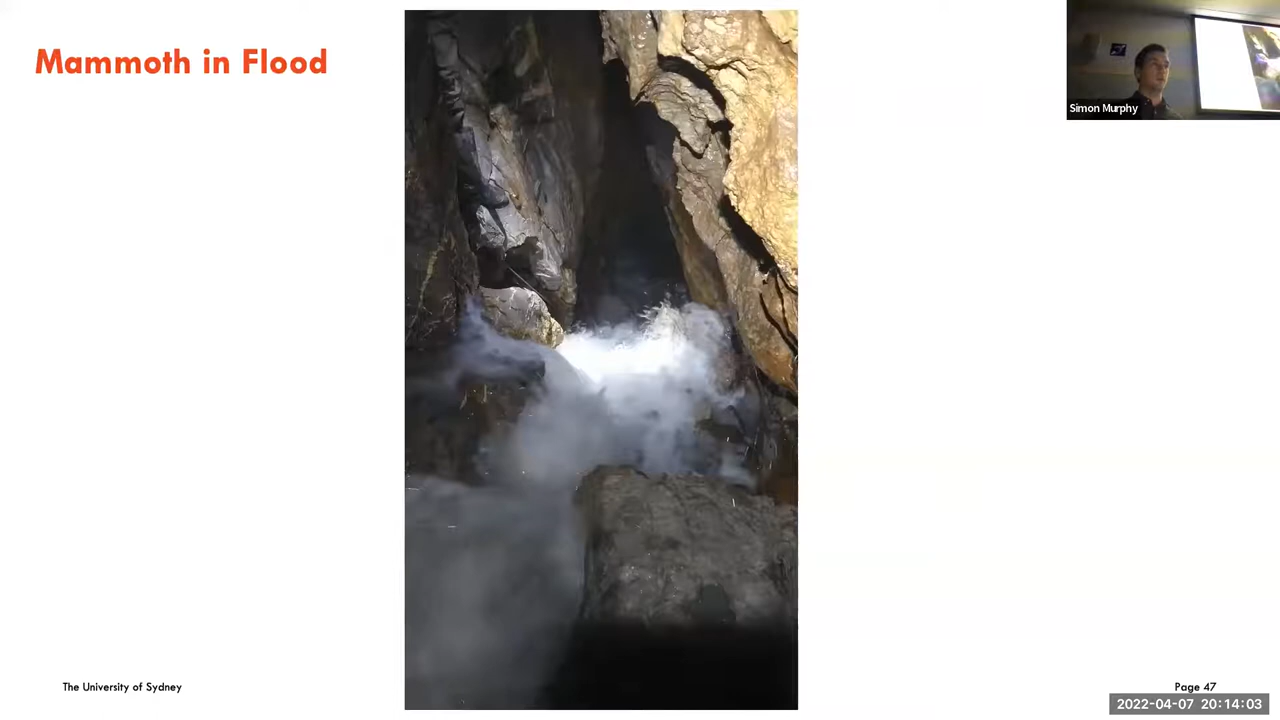 Mammoth in Flood
Simon Murphy
The University of Sydney
Page 47
2022-04-07 20:14:03